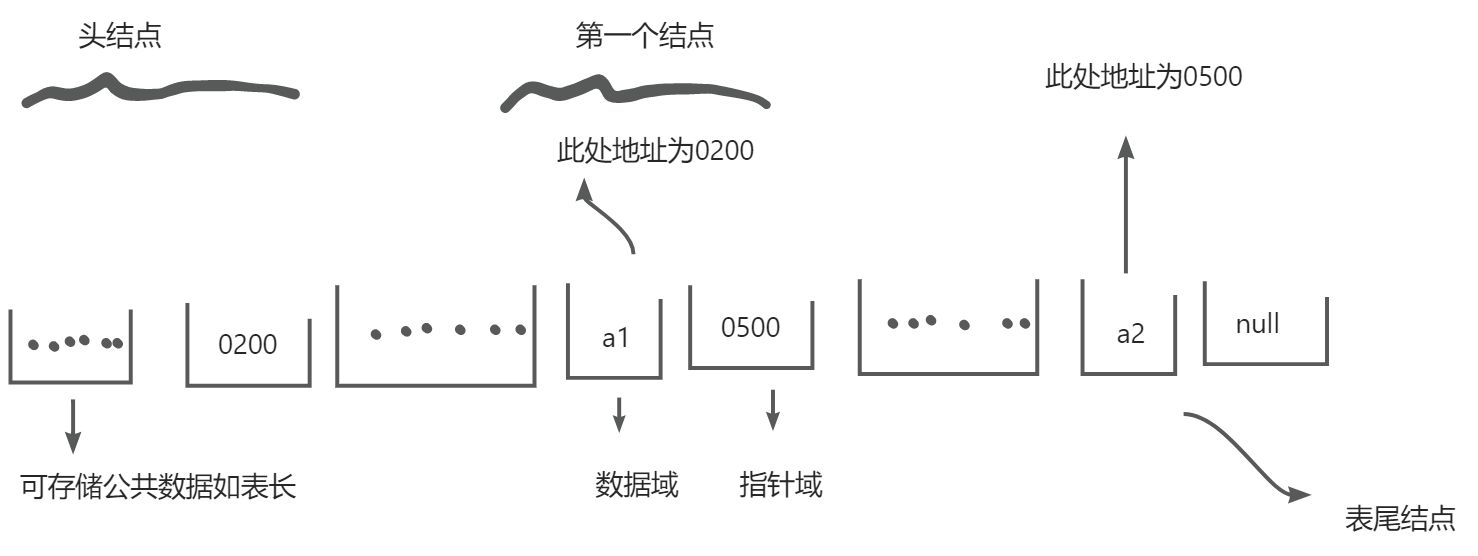 头结点
第一个结点
此处地址为0500
此处地址为0200
0200
a1
0500
a2
null
可存储公共数据如表长
数据域
指针域
表尾结点